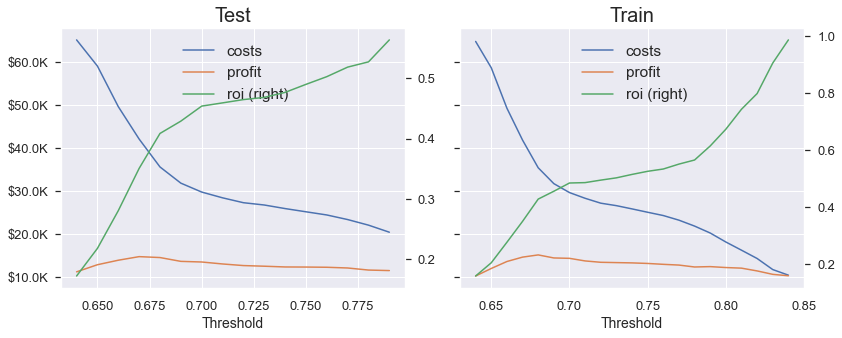 Test
Train
$60.0K
$50.0K
$40.0K
$30.0K
$20.0K
$10.0K
costs
profit
roi (right)
0.5
0.4
0.3
0.2
0.650 0.675 0.700 0.725 0.750 0.775
Threshold
costs
profit
roi (right)
1.0
0.8
0.6
0.4
0.2
0.65 0.70 0.75 0.80 0.85
Threshold